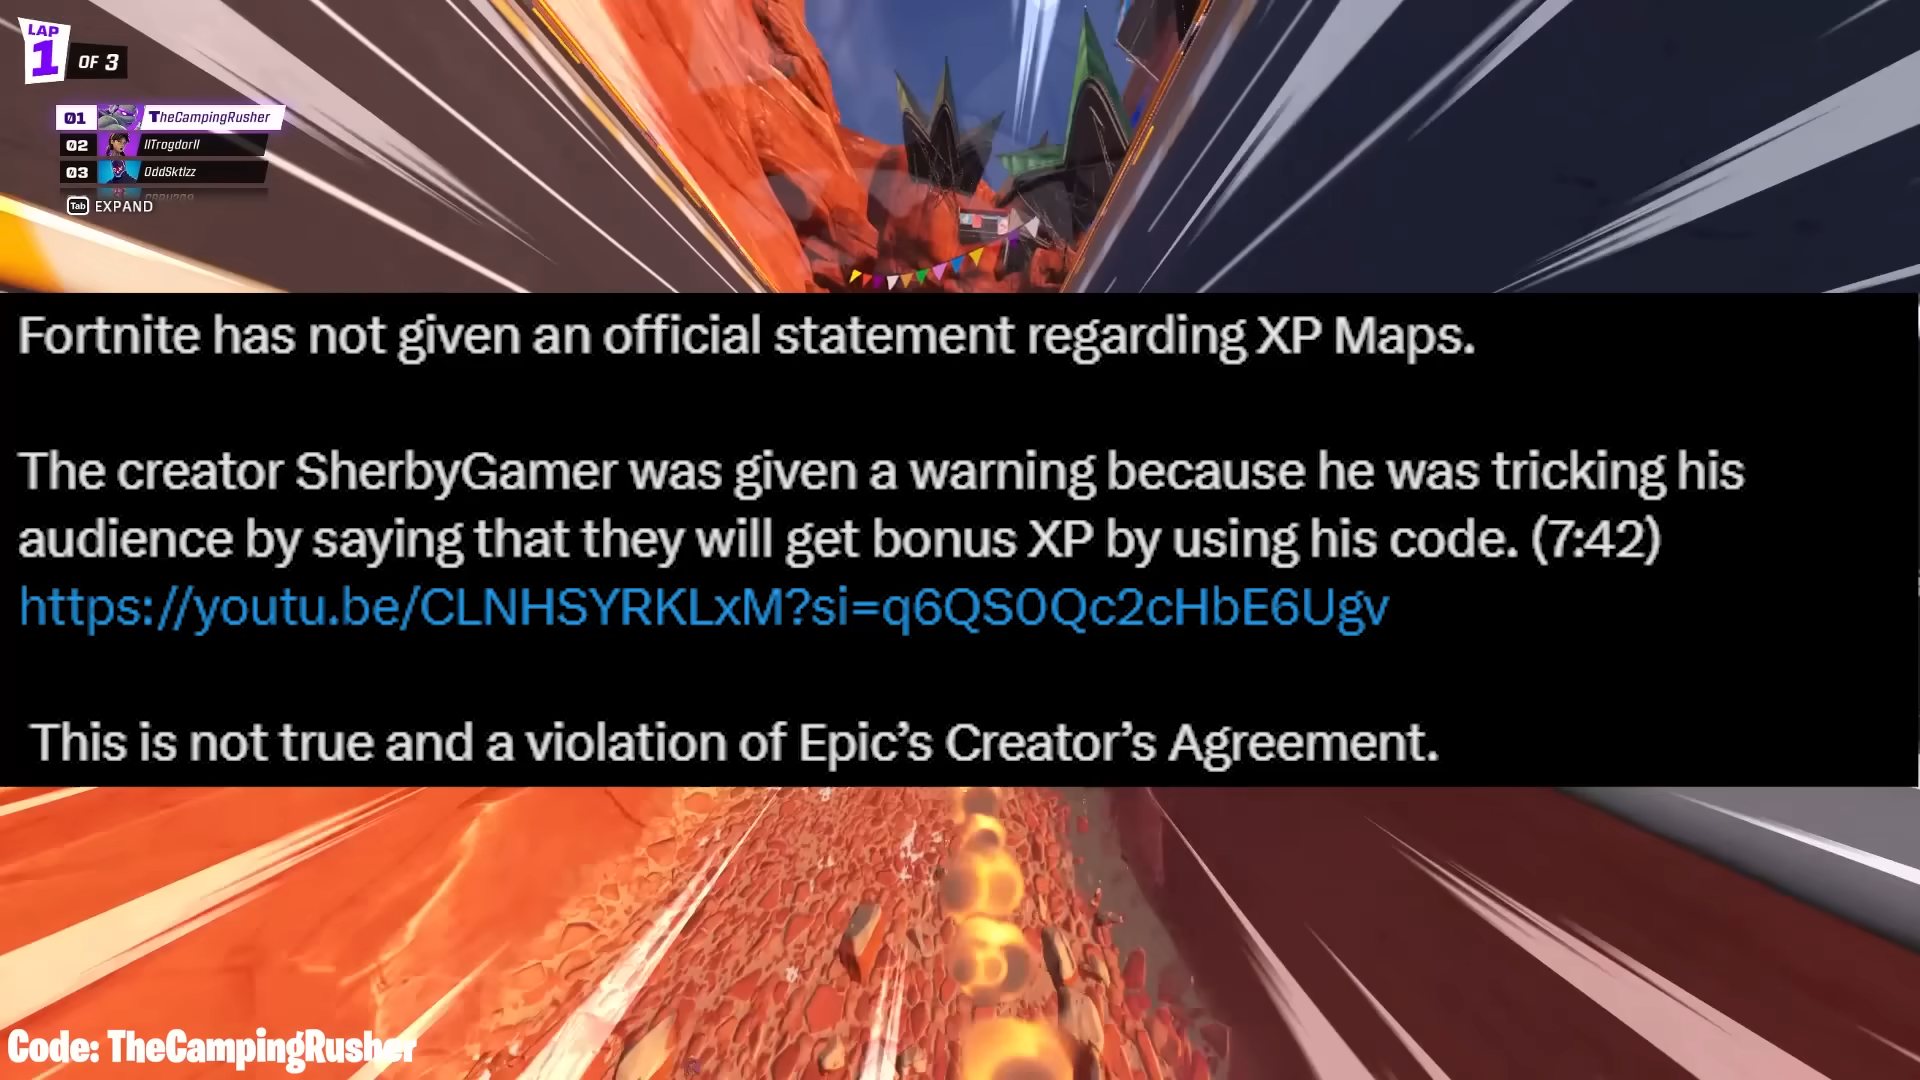 LAP
1 OF 3
01 TheCampingRusher
02 llTrogdorll
03 OddSktlzz
Tab EXPAND
Fortnite has not given an official statement regarding XP Maps.
The creator SherbyGamer was given a warning because he was tricking his
audience by saying that they will get bonus XP by using his code. (7:42)
https://youtu.be/CLNHSYRKLxM?si=q6QS0Qc2cHbE6Ugv
This is not true and a violation of Epic’s Creator’s Agreement.
Code: TheCampingRusher